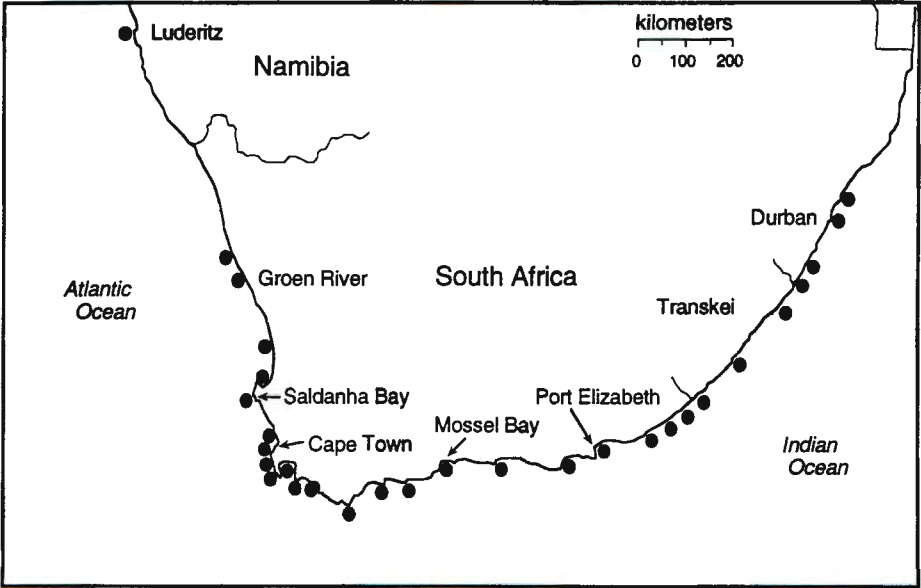 Luderitz
kilometers
0 100 200
Namibia
Durban
Groen River
South Africa
Atlantic
Ocean
Transkei
Saldanha Bay
Port Elizabeth
Mossel Bay
Cape Town
Indian
Ocean